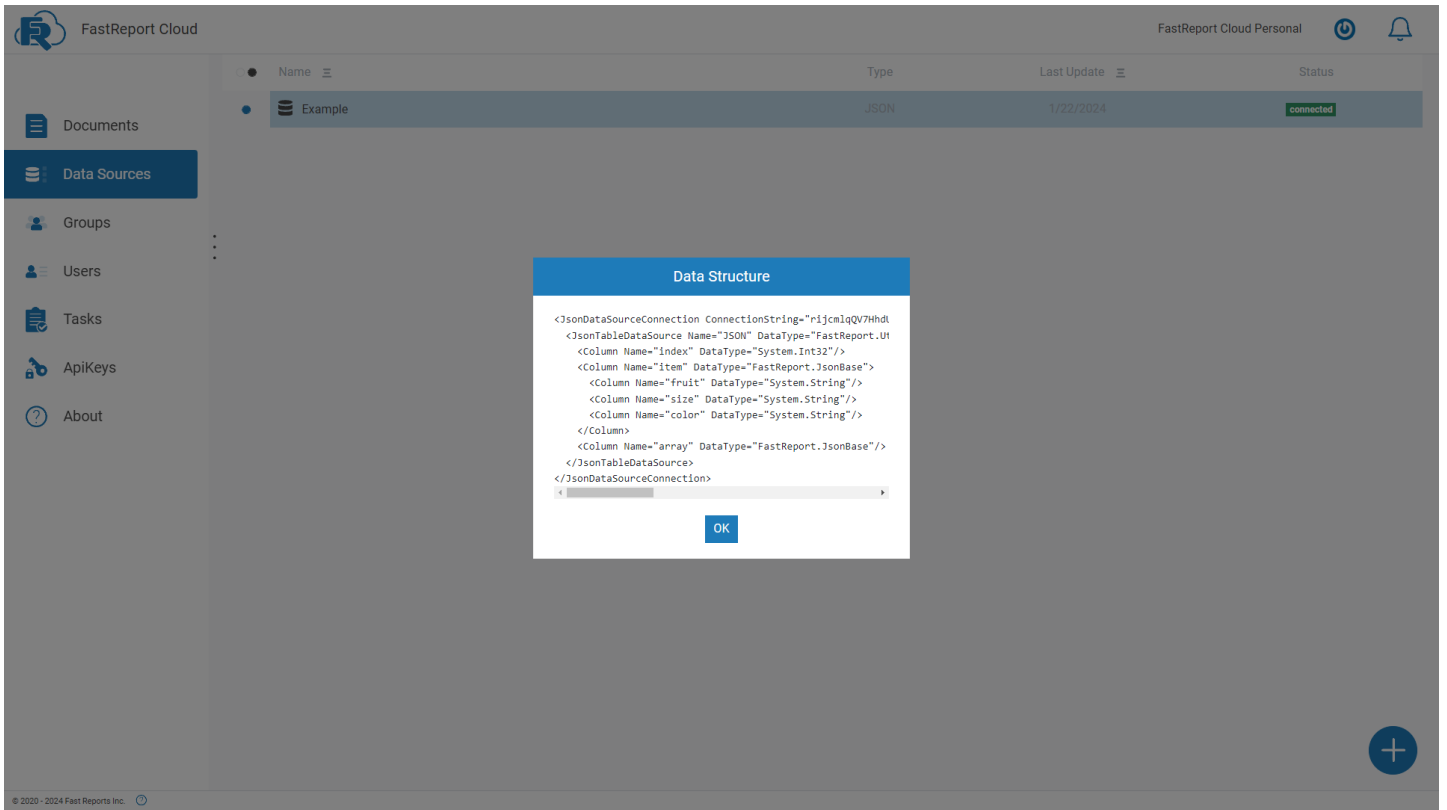 FastReport Cloud
FastReport Cloud Personal
Name
Type
Last Update
Status
Example
JSON
1/22/2024
connected
Documents
Data Sources
Groups
Users
Tasks
ApiKeys
About
Data Structure
<JsonDataSourceConnection ConnectionString="rijcmlqQV7Hhd
  <JsonTableDataSource Name="JSON" DataType="FastReport.Ut
    <Column Name="index" DataType="System.Int32"/>
    <Column Name="item" DataType="FastReport.JsonBase">
      <Column Name="fruit" DataType="System.String"/>
      <Column Name="size" DataType="System.String"/>
      <Column Name="color" DataType="System.String"/>
    </Column>
    <Column Name="array" DataType="FastReport.JsonBase"/>
  </JsonTableDataSource>
</JsonDataSourceConnection>
OK
© 2020 - 2024 Fast Reports Inc.